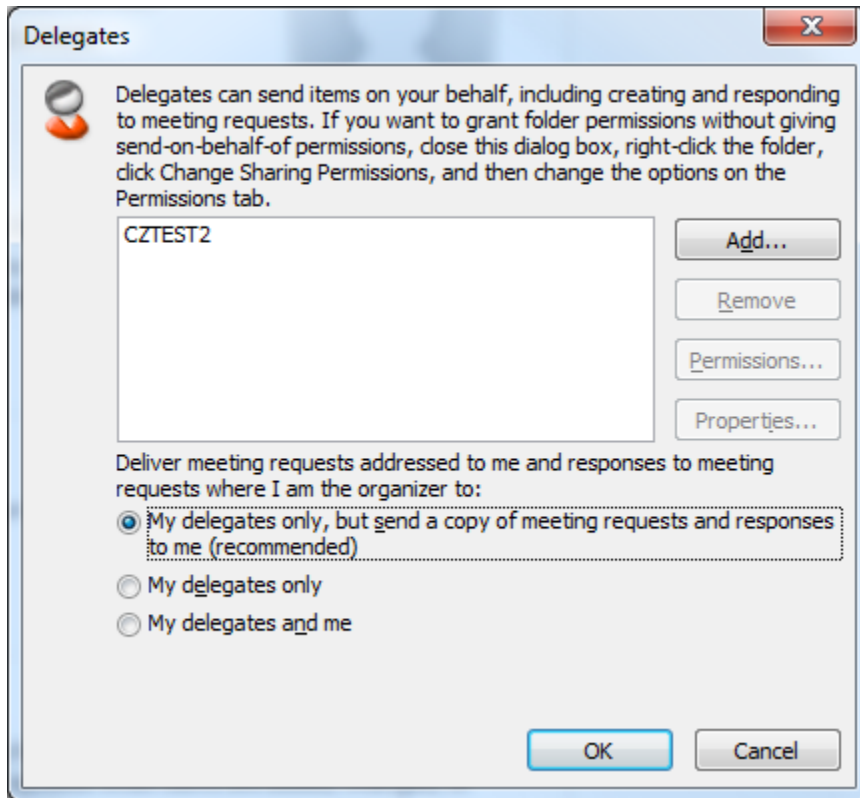 Delegates
Delegates can send items on your behalf, including creating and responding
to meeting requests. If you want to grant folder permissions without giving
send-on-behalf-of permissions, close this dialog box, right-click the folder,
click Change Sharing Permissions, and then change the options on the
Permissions tab.
CZTEST2
Add...
Remove
Permissions...
Properties...
Deliver meeting requests addressed to me and responses to meeting
requests where I am the organizer to:
My delegates only, but send a copy of meeting requests and responses
to me (recommended)
My delegates only
My delegates and me
OK
Cancel